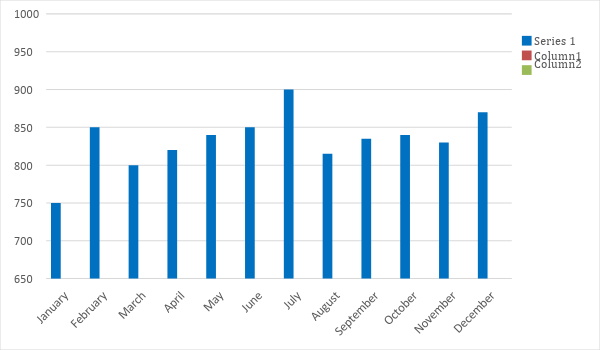 1000
950
900
850
800
750
700
650
January
February
March
April
May
June
July
August
September
October
November
December
Series 1
Column1
Column2